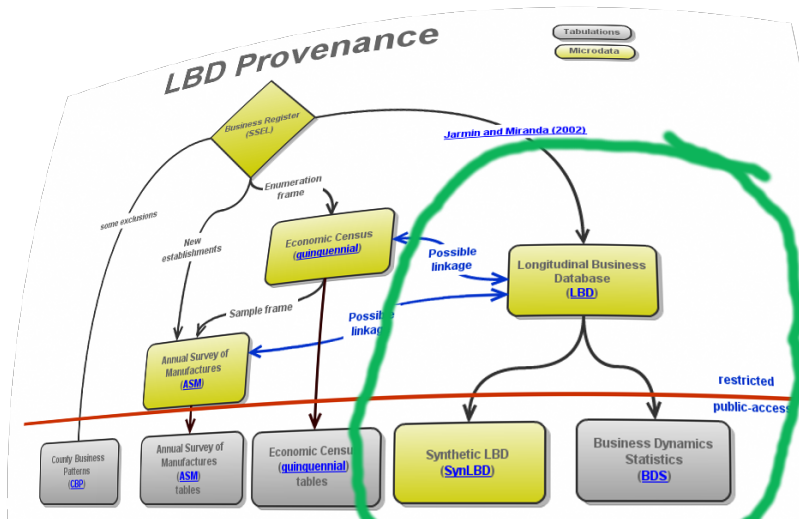 LBD Provenance
Tabulations
Microdata
Business Register
(SSEL)
Jarmin and Miranda (2002)
Enumeration
frame
some exclusions
New
establishments
Economic Census
(quinquennial)
Possible
linkage
Longitudinal Business
Database
(LBD)
Sample frame
Possible
linkage
Annual Survey of
Manufactures
(ASM)
restricted
public-access
County Business
Patterns
(CBP)
Annual Survey of
Manufactures
(ASM)
tables
Economic Census
(quinquennial)
tables
Synthetic LBD
(SynLBD)
Business Dynamics
Statistics
(BDS)